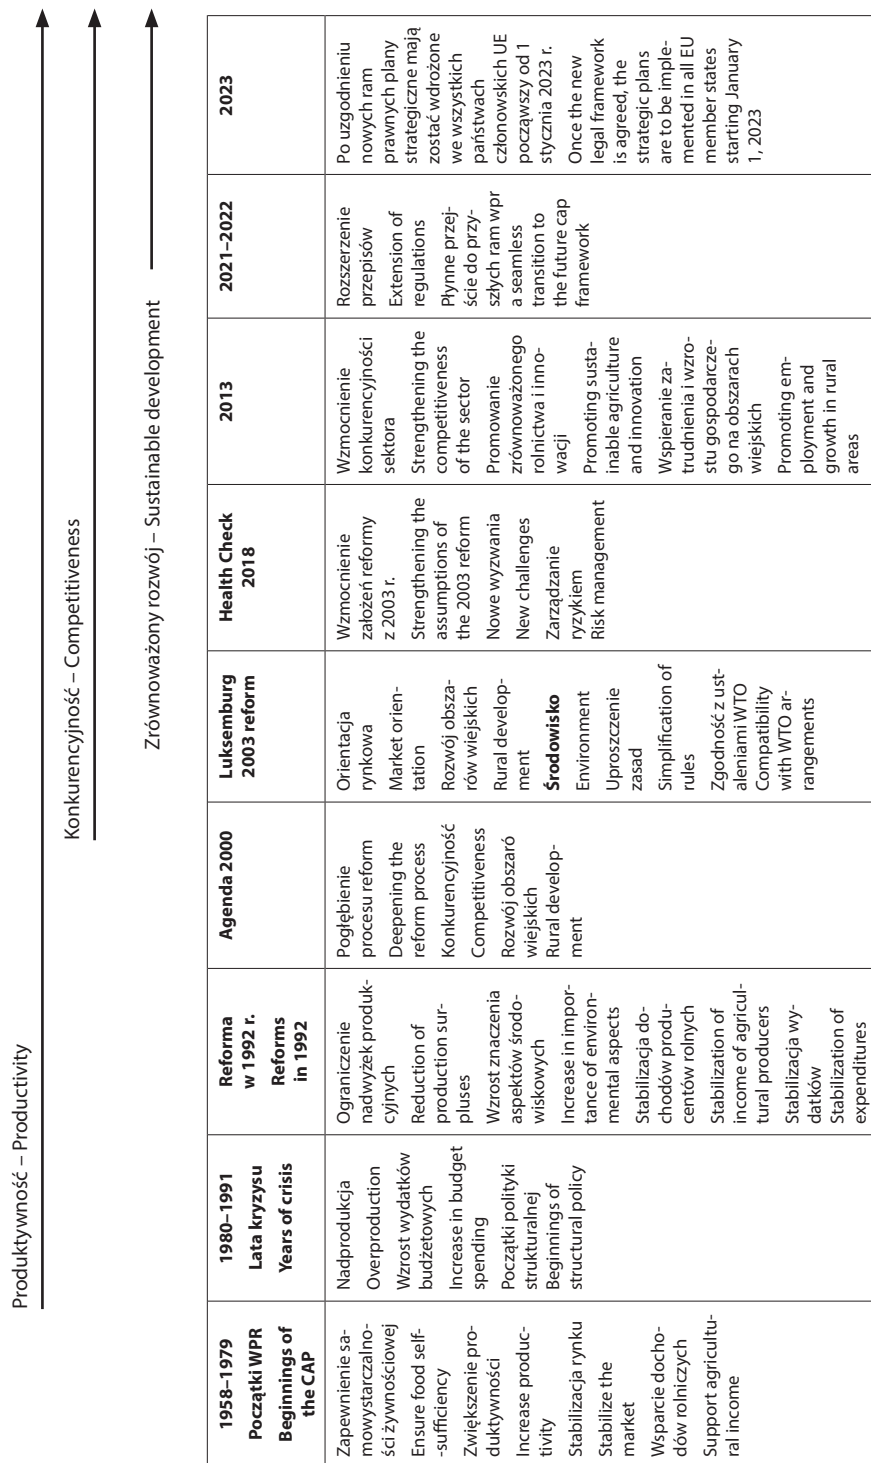 Produktywność – Productivity
Konkurencyjność – Competitiveness
Zrównoważony rozwój – Sustainable development
1958–1979
Początki WPR
Beginnings of
the CAP
1980–1991
Lata kryzysu
Years of crisis
Reforma
w 1992 r.
Reforms
in 1992
Agenda 2000
Luksemburg
2003 reform
Health Check
2018
2013
2021–2022
2023
Zapewnienie sa-
mowystarczalno-
ści żywnościowej
Ensure food self-
-sufficiency
Zwiększenie pro-
duktywności
Increase produc-
tivity
Stabilizacja rynku
Stabilize the
market
Wsparcie docho-
dów rolniczych
Support agricultu-
ral income
Nadprodukcja
Overproduction
Wzrost wydatków
budżetowych
Increase in budget
spending
Początki polityki
strukturalnej
Beginnings of
structural policy
Ograniczenie
nadwyżek produk-
cyjnych
Reduction of
production sur-
pluses
Wzrost znaczenia
aspektów środo-
wiskowych
Increase in impor-
tance of environ-
mental aspects
Stabilizacja do-
chodów produ-
centów rolnych
Stabilization of
income of agricul-
tural producers
Stabilizacja wy-
datków
Stabilization of
expenditures
Pogłębienie
procesu reform
Deepening the
reform process
Konkurencyjność
Competitiveness
Rozwój obszaró
wiejskich
Rural develop-
ment
Orientacja
rynkowa
Market orien-
tation
Rozwój obsza-
rów wiejskich
Rural develop-
ment
Środowisko
Environment
Uproszczenie
zasad
Simplification of
rules
Zgodność z ust-
aleniami WTO
Compatibility
with WTO ar-
rangements
Wzmocnienie
założeń reformy
z 2003 r.
Strengthening the
assumptions of
the 2003 reform
Nowe wyzwania
New challenges
Zarządzanie
ryzykiem
Risk management
Wzmocnienie
konkurencyjności
sektora
Strengthening the
competitiveness
of the sector
Promowanie
zrównoważonego
rolnictwa i inno-
wacji
Promoting susta-
inable agriculture
and innovation
Wspieranie za-
trudnienia i wzro-
stu gospodarcze-
go na obszarach
wiejskich
Promoting em-
ployment and
growth in rural
areas
Rozszerzenie
przepisów
Extension of
regulations
Płynne przej-
ście do przy-
szłych ram wpr
a seamless
transition to
the future cap
framework
Po uzgodnieniu
nowych ram
prawnych plany
strategiczne mają
zostać wdrożone
we wszystkich
państwach
członowskich UE
począwszy od 1
stycznia 2023 r.
Once the new
legal framework
is agreed, the
strategic plans
are to be imple-
mented in all EU
member states
starting January
1, 2023